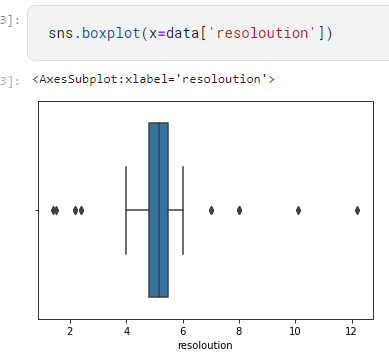 3]:
sns.boxplot(x=data['resoloution'])
3]:
<AxesSubplot:xlabel='resoloution'>
2 4 6 8 10 12
resoloution